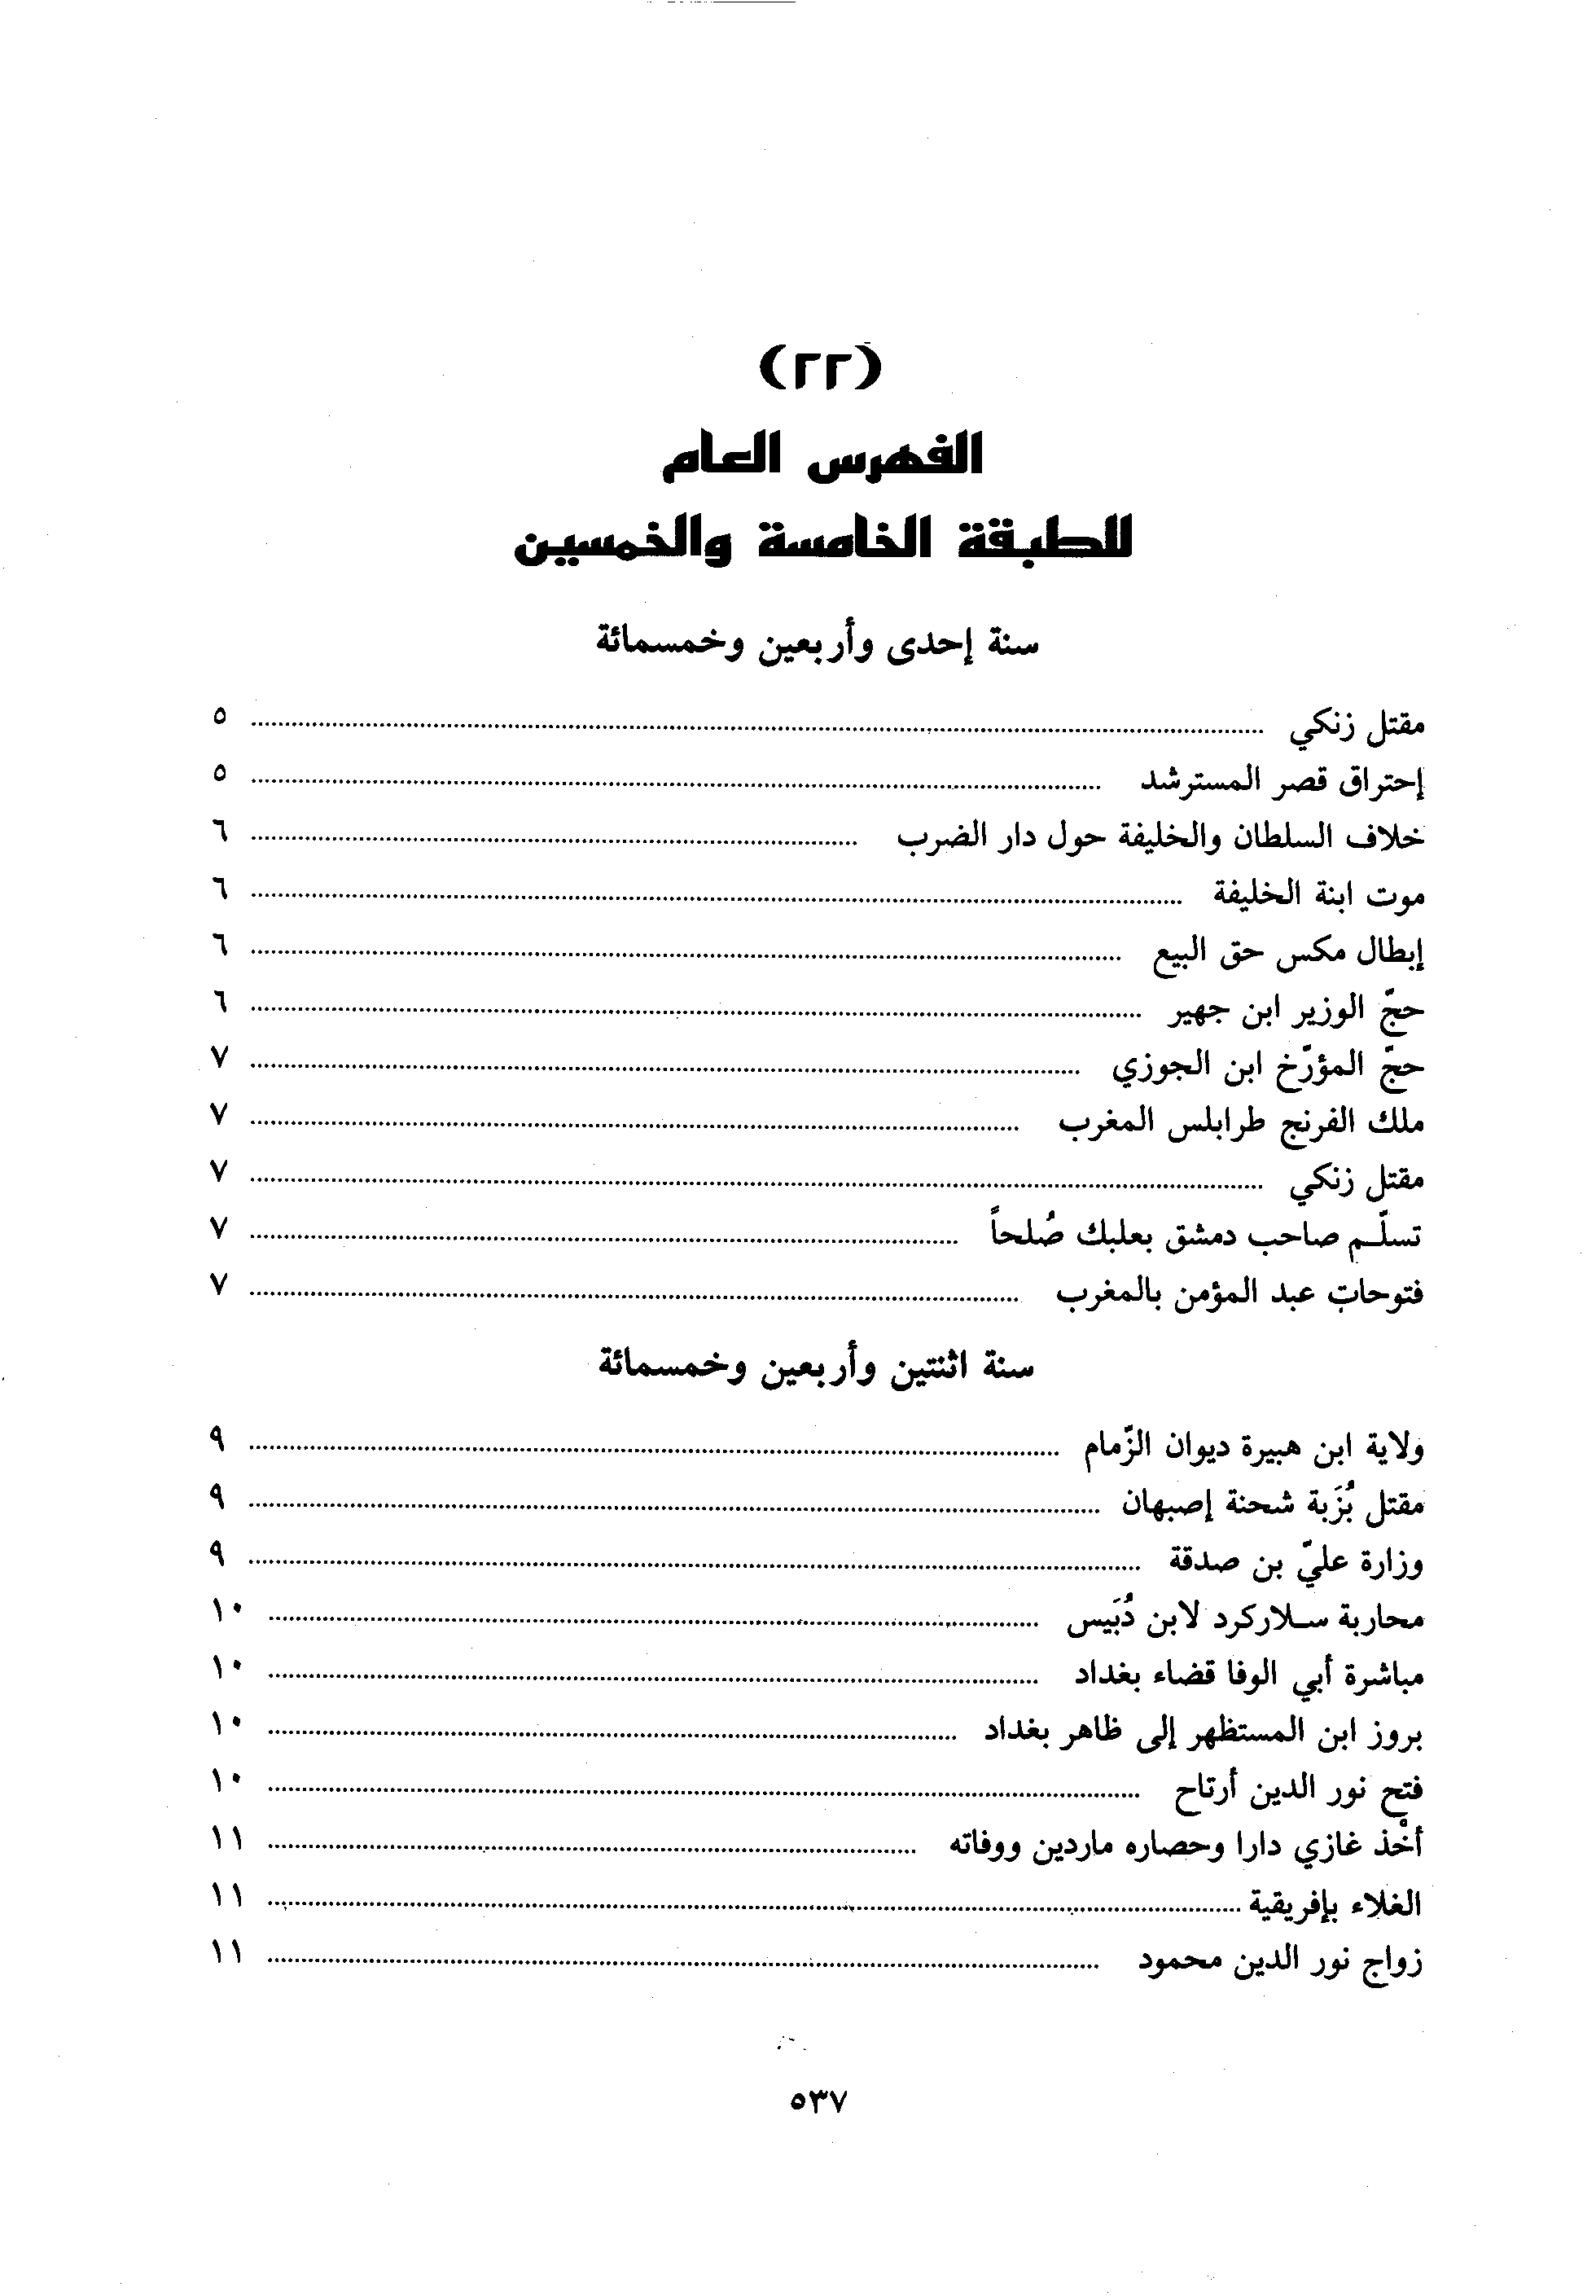 (٢٢)
الفهرس العام
للطبقة الخامسة والخمسين
سنة إحدى وأربعين وخمسمائة
مقتل زنكي ........ ٥
إحتراق قصر المسترشد ........ ٥
خلاف السلطان والخليفة حول دار الضرب ........ ٦
موت ابنة الخليفة ........ ٦
إبطال مكس حق البيع ........ ٦
حجّ الوزير ابن جهير ........ ٦
حجّ المؤرّخ ابن الجوزي ........ ٧
ملك الفرنج طرابلس المغرب ........ ٧
مقتل زنكي ........ ٧
تسلّم صاحب دمشق بعلبك صُلحاً ........ ٧
فتوحات عبد المؤمن بالمغرب ........ ٧
سنة اثنتين وأربعين وخمسمائة
ولاية ابن هبيرة ديوان الزّمام ........ ٩
مقتل بُزَبة شحنة إصبهان ........ ٩
وزارة عليّ بن صدقة ........ ٩
محاربة سلاركرد لابن دُبَيس ........ ١٠
مباشرة أبي الوفا قضاء بغداد ........ ١٠
بروز ابن المستظهر إلى ظاهر بغداد ........ ١٠
فتح نور الدين أرتاح ........ ١٠
أخْذ غازي دارا وحصاره ماردين ووفاته ........ ١١
الغلاء بإفريقية ........ ١١
زواج نور الدين محمود ........ ١١
٥٣٧